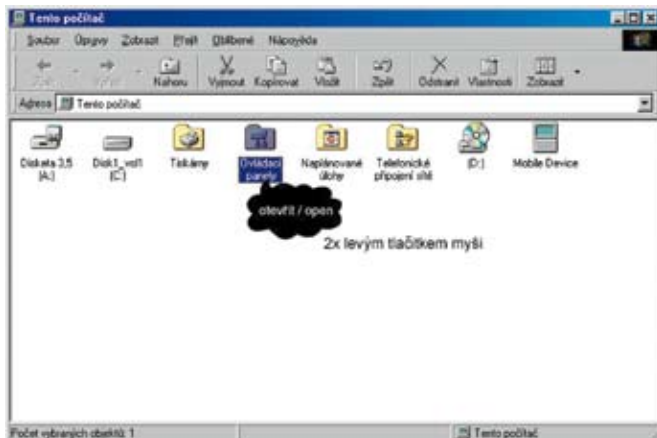 Tento počítač
Soubor Úpravy Zobrazit Přejít Oblíbené Nápověda
Zpět Vpřed Nahoru Vyjmout Kopírovat Vložit Zpět Odstranit Vlastnosti Zobrazit
Adresa Tento počítač
Disketa 3,5 (A:)
Disk1_vol1 (C:)
Tiskárny
Ovládací panely
Naplánované úlohy
Telefonické připojení sítě
(D:)
Mobile Device
otevřít / open
2x levým tlačítkem myši
Počet vybraných objektů: 1
Tento počítač